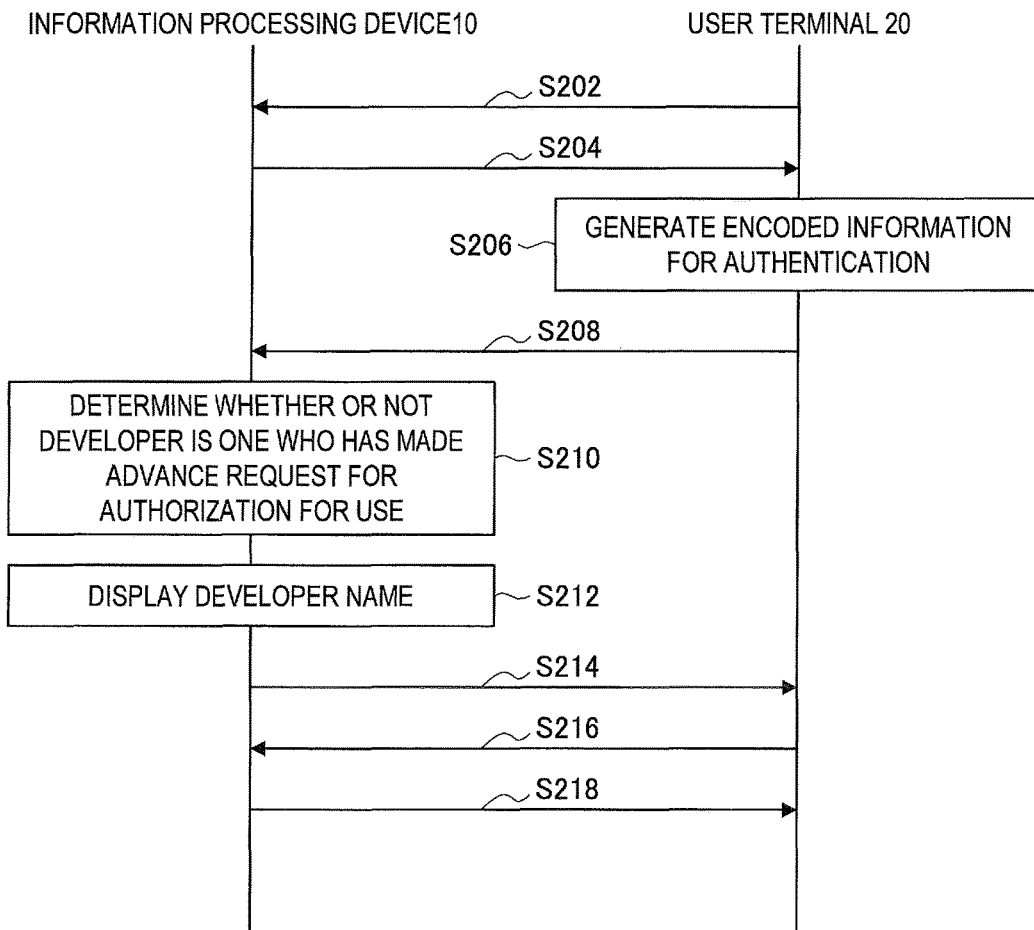 INFORMATION PROCESSING DEVICE10
USER TERMINAL 20
S202
S204
GENERATE ENCODED INFORMATION
FOR AUTHENTICATION
S206
S208
DETERMINE WHETHER OR NOT
DEVELOPER IS ONE WHO HAS MADE
ADVANCE REQUEST FOR
AUTHORIZATION FOR USE
S210
DISPLAY DEVELOPER NAME
S212
S214
S216
S218